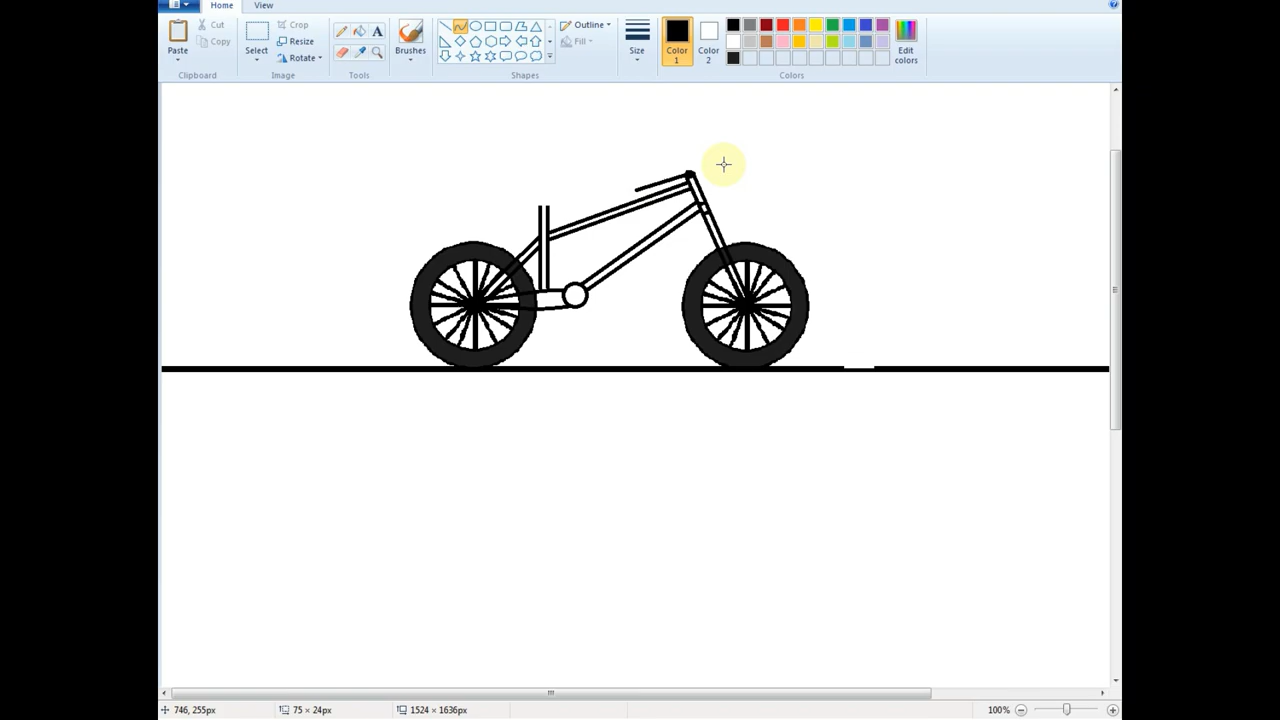 Home View
Paste
Cut
Copy
Clipboard
Select
Crop
Resize
Rotate
Image
A
Tools
Brushes
Shapes
Outline
Fill
Size
Color 1
Color 2
Edit colors
Colors
746, 255px 75 × 24px 1524 × 1636px 100%